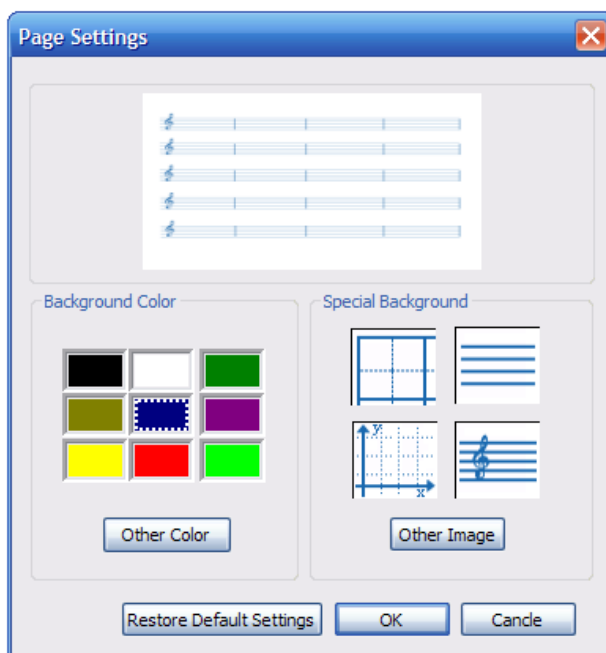 Page Settings
Background Color
Special Background
y
x
Other Color
Other Image
Restore Default Settings
OK
Cancle